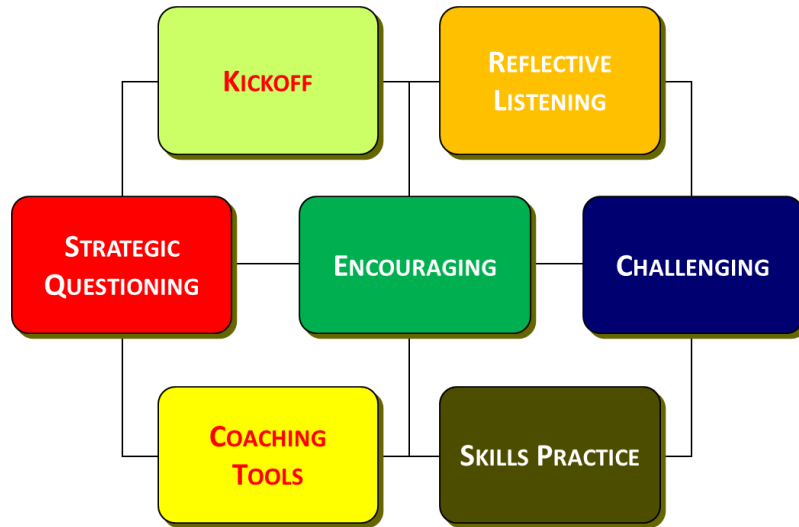 KICKOFF
REFLECTIVE
LISTENING
STRATEGIC
QUESTIONING
ENCOURAGING
CHALLENGING
COACHING
TOOLS
SKILLS PRACTICE